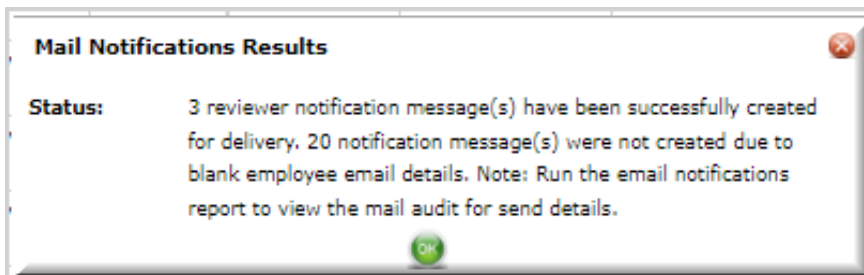 Mail Notifications Results
Status: 3 reviewer notification message(s) have been successfully created
for delivery. 20 notification message(s) were not created due to
blank employee email details. Note: Run the email notifications
report to view the mail audit for send details.
OK